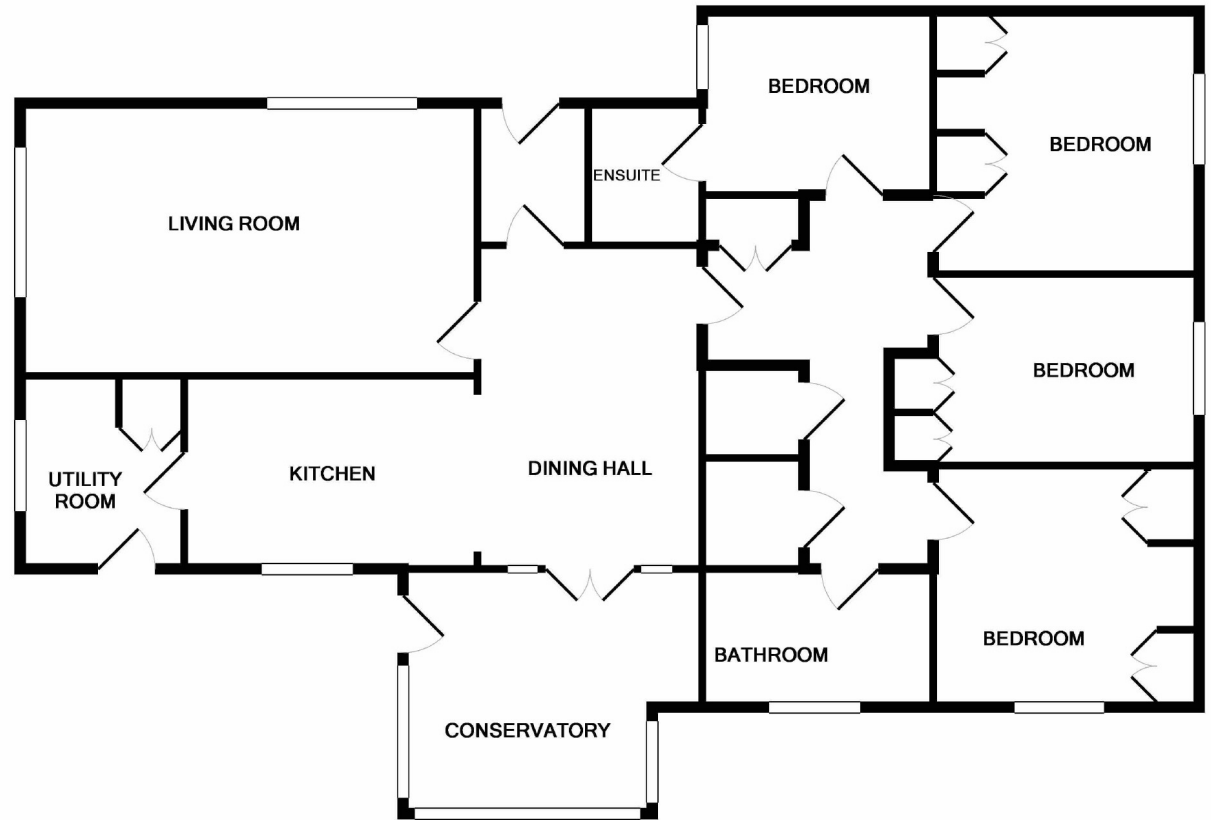 BEDROOM
BEDROOM
ENSUITE
LIVING ROOM
BEDROOM
UTILITY
ROOM
KITCHEN
DINING HALL
BEDROOM
BATHROOM
CONSERVATORY